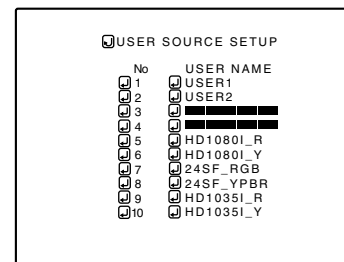 USER SOURCE SETUP
No USER NAME
1 USER1
2 USER2
3
4
5 HD1080I_R
6 HD1080I_Y
7 24SF_RGB
8 24SF_YPBR
9 HD1035I_R
10 HD1035I_Y